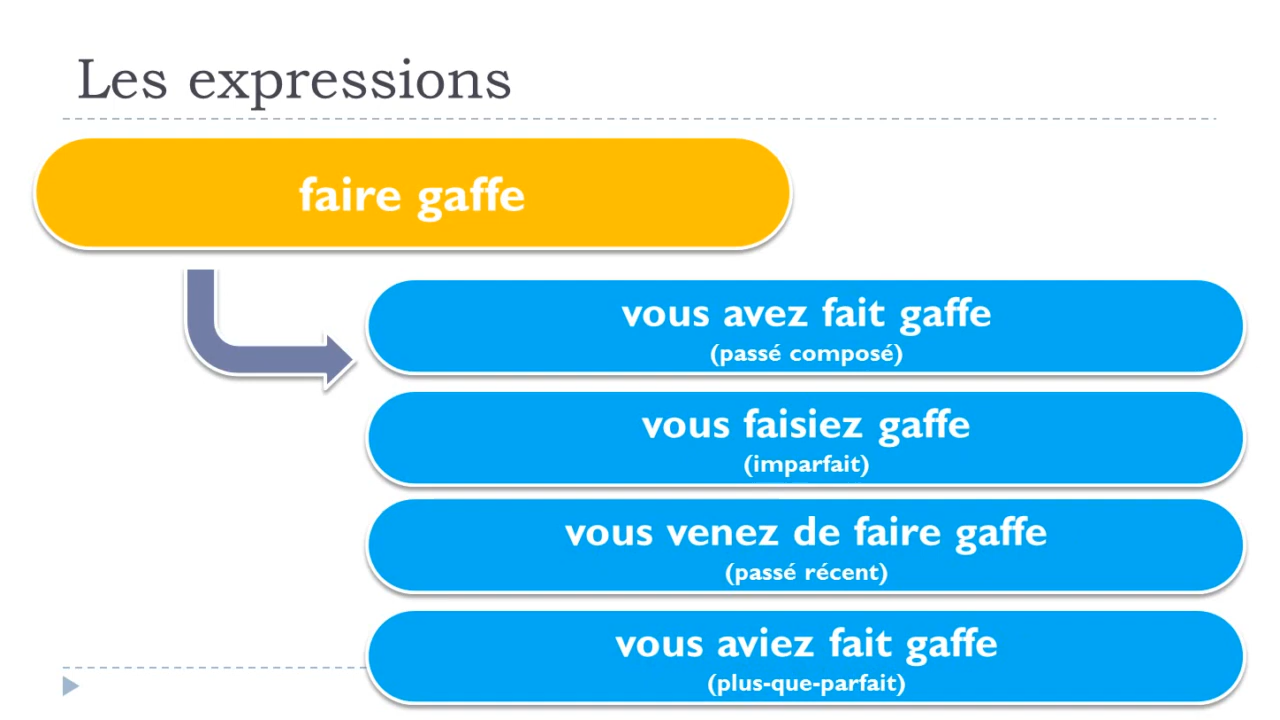 Les expressions
faire gaffe
vous avez fait gaffe
(passé composé)
vous faisiez gaffe
(imparfait)
vous venez de faire gaffe
(passé récent)
vous aviez fait gaffe
(plus-que-parfait)